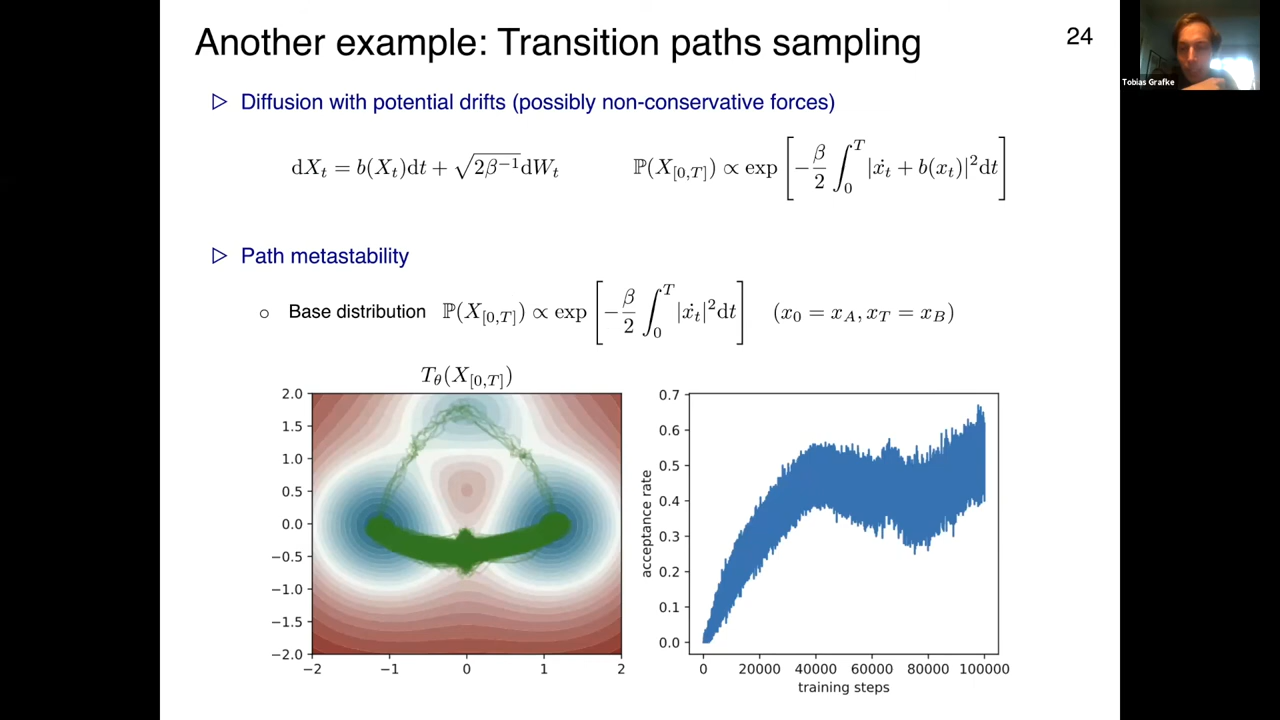 Another example: Transition paths sampling
24
Tobias Grafke
▷ Diffusion with potential drifts (possibly non-conservative forces)
dX_t = b(X_t)dt + √(2β⁻¹)dW_t    ℙ(X_{[0,T]}) ∝ exp[−β/2 ∫_0^T |ẋ_t + b(x_t)|²dt]
▷ Path metastability
○ Base distribution ℙ(X_{[0,T]}) ∝ exp[−β/2 ∫_0^T |ẋ_t|²dt]    (x_0 = x_A, x_T = x_B)
T_θ(X_{[0,T]})
2.0
1.5
1.0
0.5
0.0
−0.5
−1.0
−1.5
−2.0
−2 −1 0 1 2
0.7
0.6
0.5
0.4
0.3
0.2
0.1
0.0
acceptance rate
0 20000 40000 60000 80000 100000
training steps